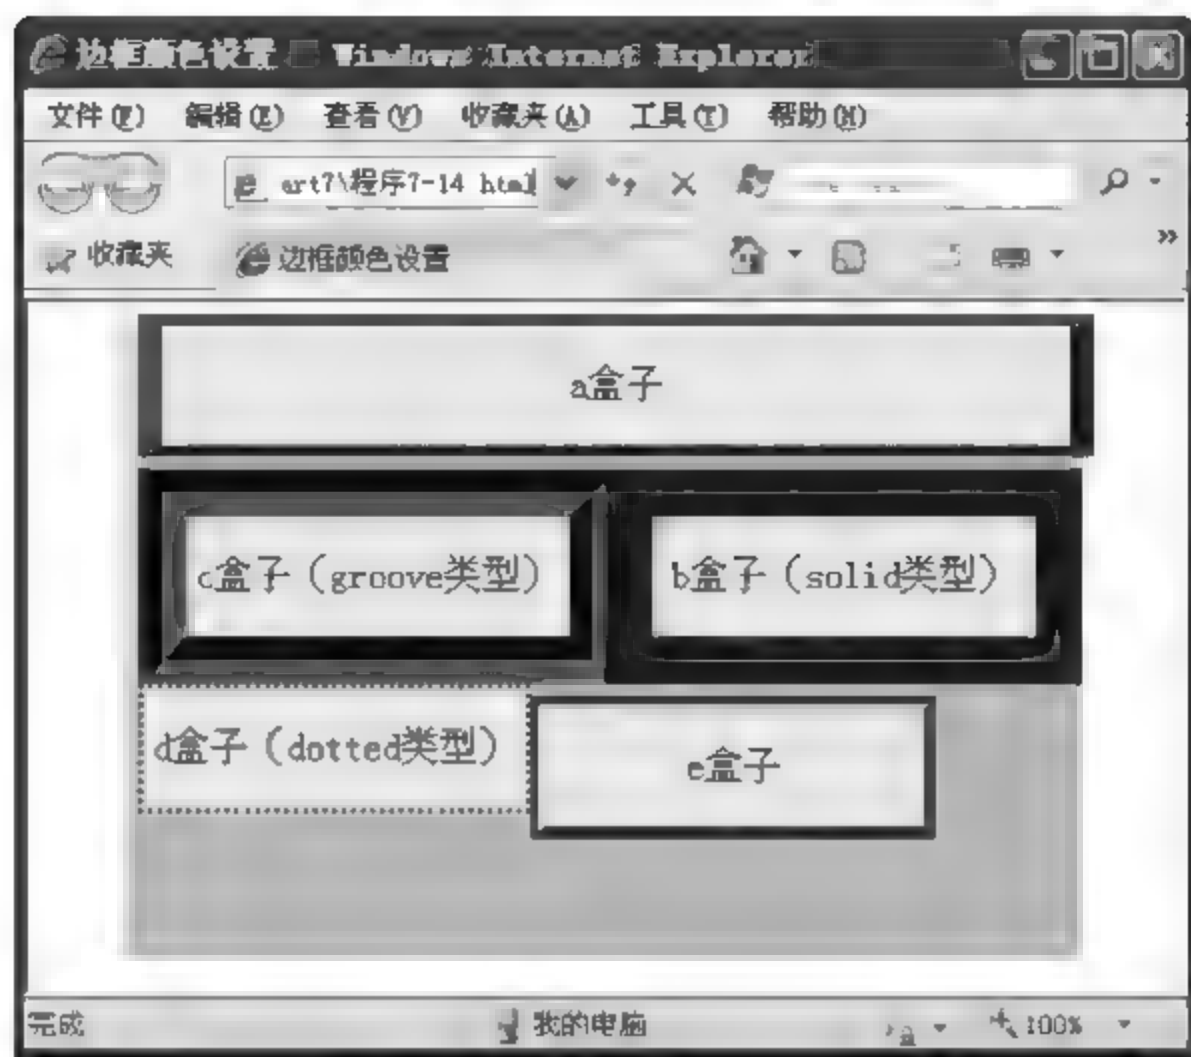 边框颜色设置 - Windows Internet Explorer
文件(F) 编辑(E) 查看(V) 收藏夹(A) 工具(T) 帮助(H)
art7\程序7-14 html
收藏夹 边框颜色设置
a盒子
c盒子（groove类型） b盒子（solid类型）
d盒子（dotted类型） e盒子
完成 我的电脑 100%